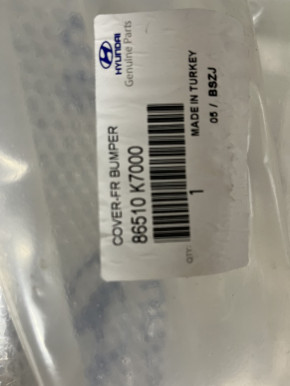 HYUNDAI
Genuine Parts
COVER-FR BUMPER
86510 K7000
MADE IN TURKEY
QTY 1
05 / BSZJ